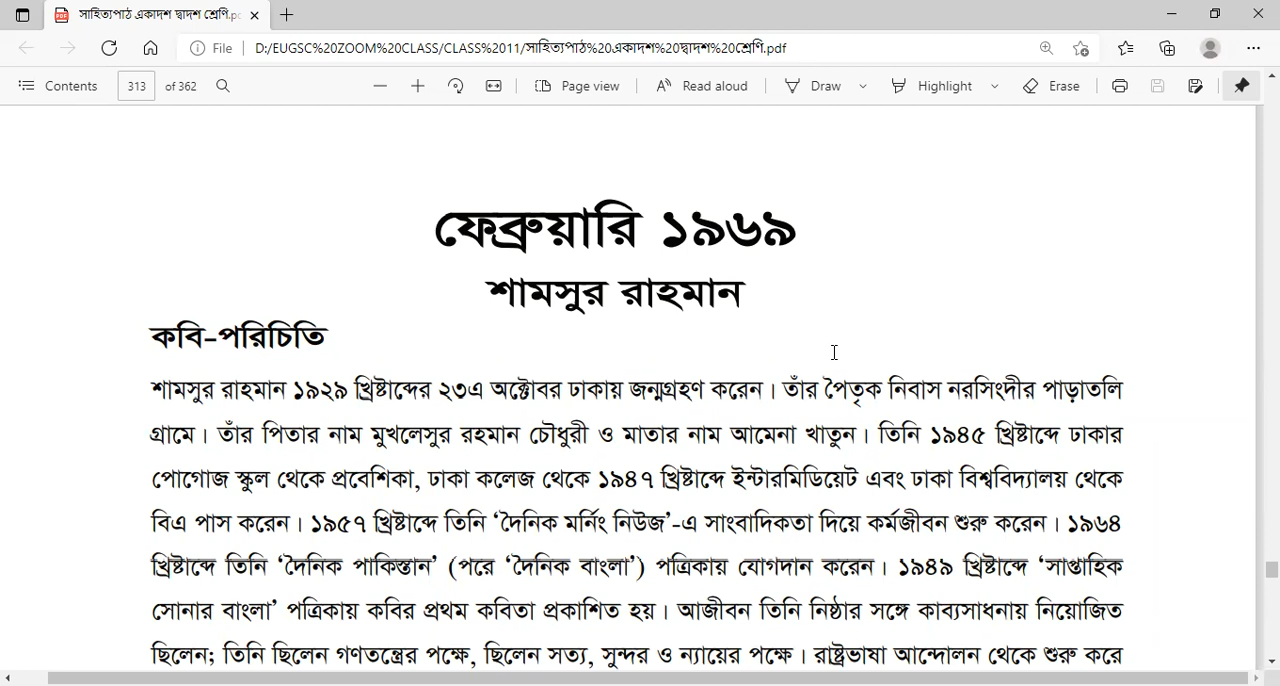 সাহিত্যপাঠ একাদশ দ্বাদশ শ্রেণি.pc
File
D:/EUGSC%20ZOOM%20CLASS/CLASS%2011/সাহিত্যপাঠ%20একাদশ%20দ্বাদশ%20শ্রেণি.pdf
Contents 313 of 362 Page view Read aloud Draw Highlight Erase
ফেব্রুয়ারি ১৯৬৯
শামসুর রাহমান
কবি-পরিচিতি
শামসুর রাহমান ১৯২৯ খ্রিষ্টাব্দের ২৩এ অক্টোবর ঢাকায় জন্মগ্রহণ করেন। তাঁর পৈতৃক নিবাস নরসিংদীর পাড়াতলি
গ্রামে। তাঁর পিতার নাম মুখলেসুর রহমান চৌধুরী ও মাতার নাম আমেনা খাতুন। তিনি ১৯৪৫ খ্রিষ্টাব্দে ঢাকার
পোগোজ স্কুল থেকে প্রবেশিকা, ঢাকা কলেজ থেকে ১৯৪৭ খ্রিষ্টাব্দে ইন্টারমিডিয়েট এবং ঢাকা বিশ্ববিদ্যালয় থেকে
বিএ পাস করেন। ১৯৫৭ খ্রিষ্টাব্দে তিনি ‘দৈনিক মর্নিং নিউজ’-এ সাংবাদিকতা দিয়ে কর্মজীবন শুরু করেন। ১৯৬৪
খ্রিষ্টাব্দে তিনি ‘দৈনিক পাকিস্তান’ (পরে ‘দৈনিক বাংলা’) পত্রিকায় যোগদান করেন। ১৯৪৯ খ্রিষ্টাব্দে ‘সাপ্তাহিক
সোনার বাংলা’ পত্রিকায় কবির প্রথম কবিতা প্রকাশিত হয়। আজীবন তিনি নিষ্ঠার সঙ্গে কাব্যসাধনায় নিয়োজিত
ছিলেন; তিনি ছিলেন গণতন্ত্রের পক্ষে, ছিলেন সত্য, সুন্দর ও ন্যায়ের পক্ষে। রাষ্ট্রভাষা আন্দোলন থেকে শুরু করে